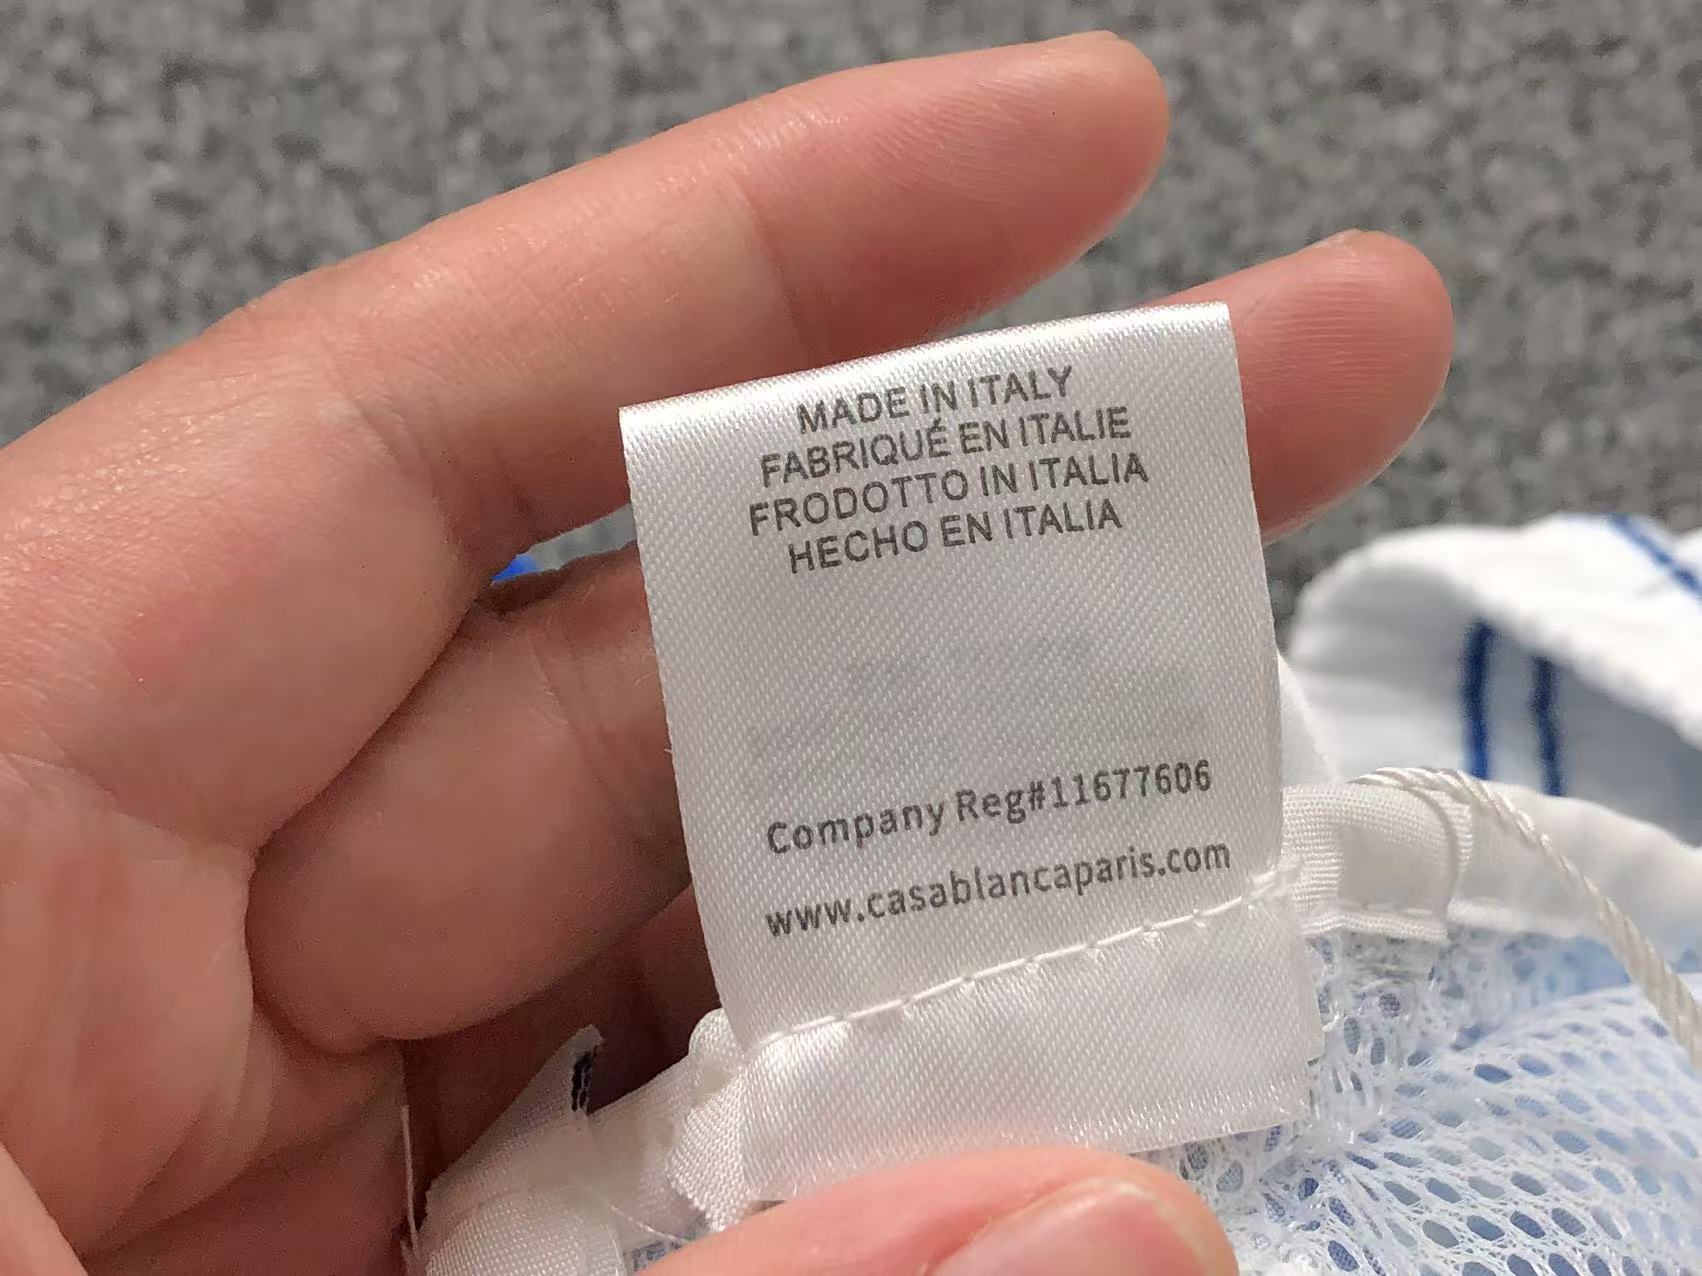 MADE IN ITALY
FABRIQUÉ EN ITALIE
FRODOTTO IN ITALIA
HECHO EN ITALIA
Company Reg#11677606
www.casablancaparis.com